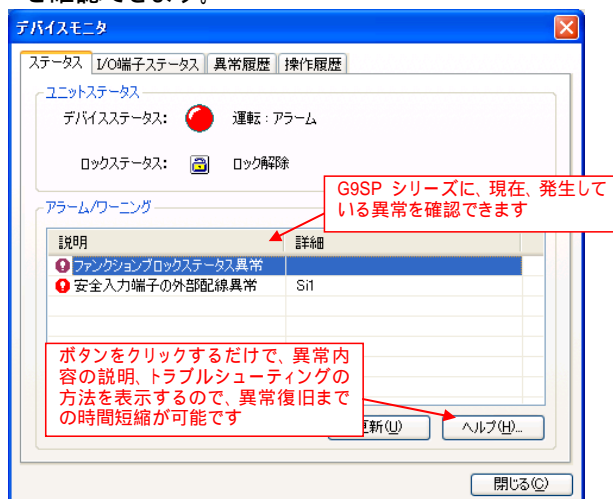 を確認できます。
デバイスモニタ
ステータス I/O端子ステータス 異常履歴 操作履歴
ユニットステータス
デバイスステータス: 運転:アラーム
ロックステータス: ロック解除
G9SP シリーズに、現在、発生して
いる異常を確認できます
アラーム/ワーニング
説明 詳細
ファンクションブロックステータス異常
安全入力端子の外部配線異常 Si1
ボタンをクリックするだけで、異常内
容の説明、トラブルシューティングの
方法を表示するので、異常復旧まで
の時間短縮が可能です
更新(U) ヘルプ(H)...
閉じる(C)